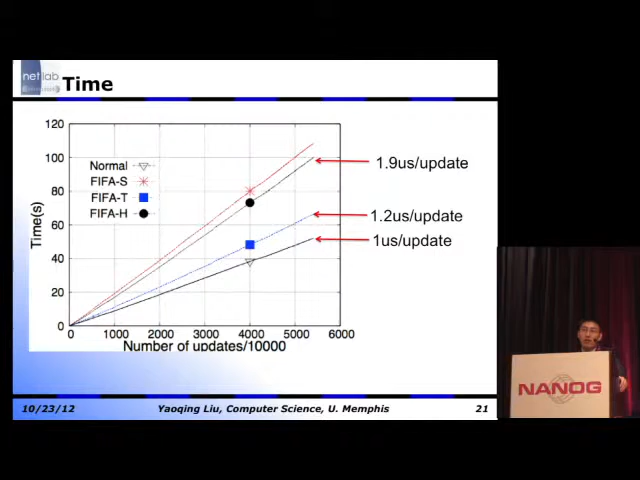 net lab
Time
120
100
80
60
40
20
0
Time(s)
Normal
FIFA-S
FIFA-T
FIFA-H
0 1000 2000 3000 4000 5000 6000
Number of updates/10000
1.9us/update
1.2us/update
1us/update
10/23/12 Yaoqing Liu, Computer Science, U. Memphis 21
NANOG